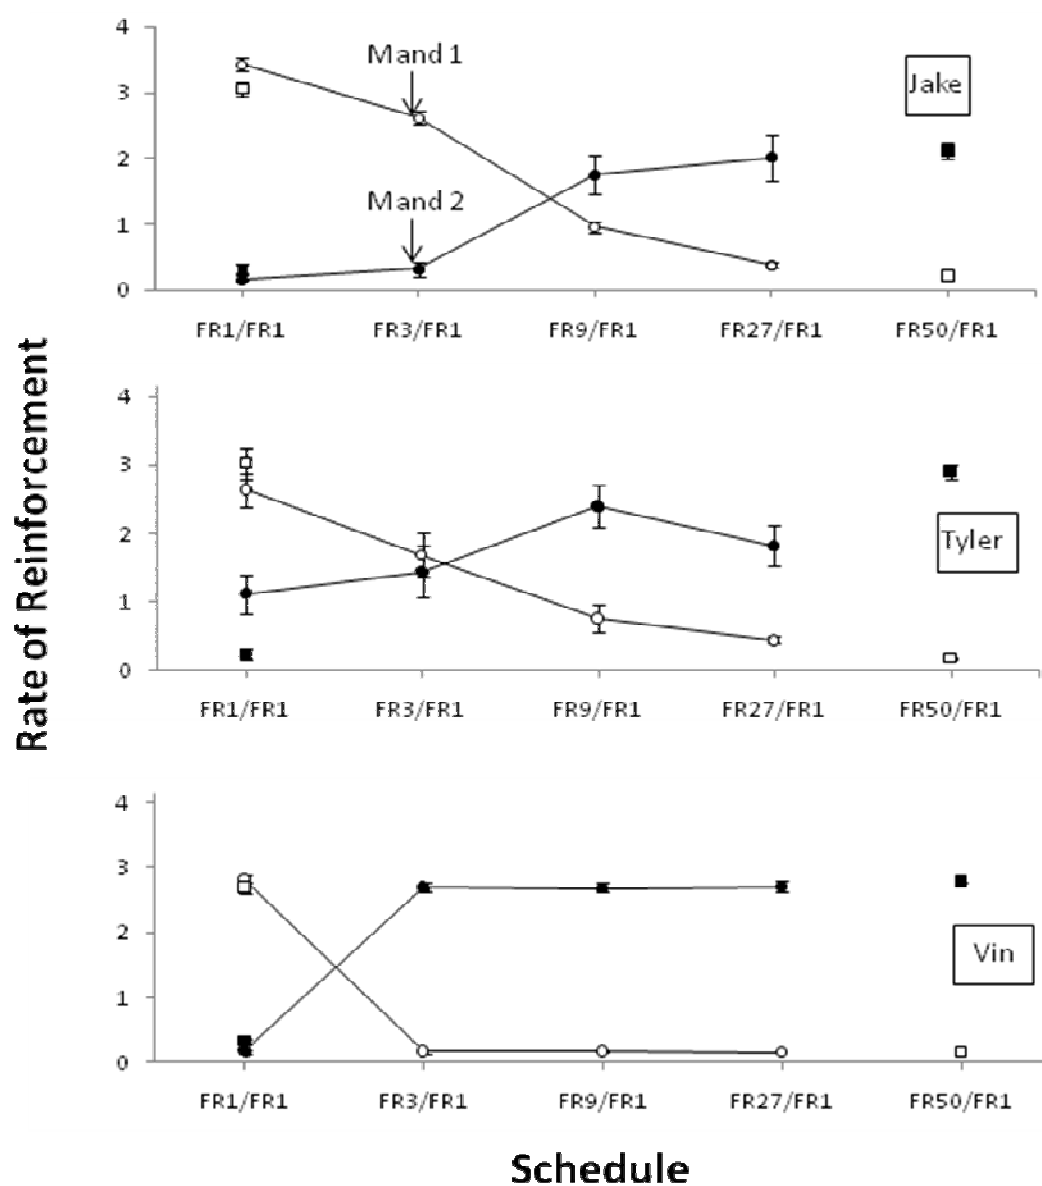 4
Mand 1
Jake
3
2
Mand 2
1
0
FR1/FR1 FR3/FR1 FR9/FR1 FR27/FR1 FR50/FR1
Rate of Reinforcement
4
3
2
Tyler
1
0
FR1/FR1 FR3/FR1 FR9/FR1 FR27/FR1 FR50/FR1
4
3
2
Vin
1
0
FR1/FR1 FR3/FR1 FR9/FR1 FR27/FR1 FR50/FR1
Schedule